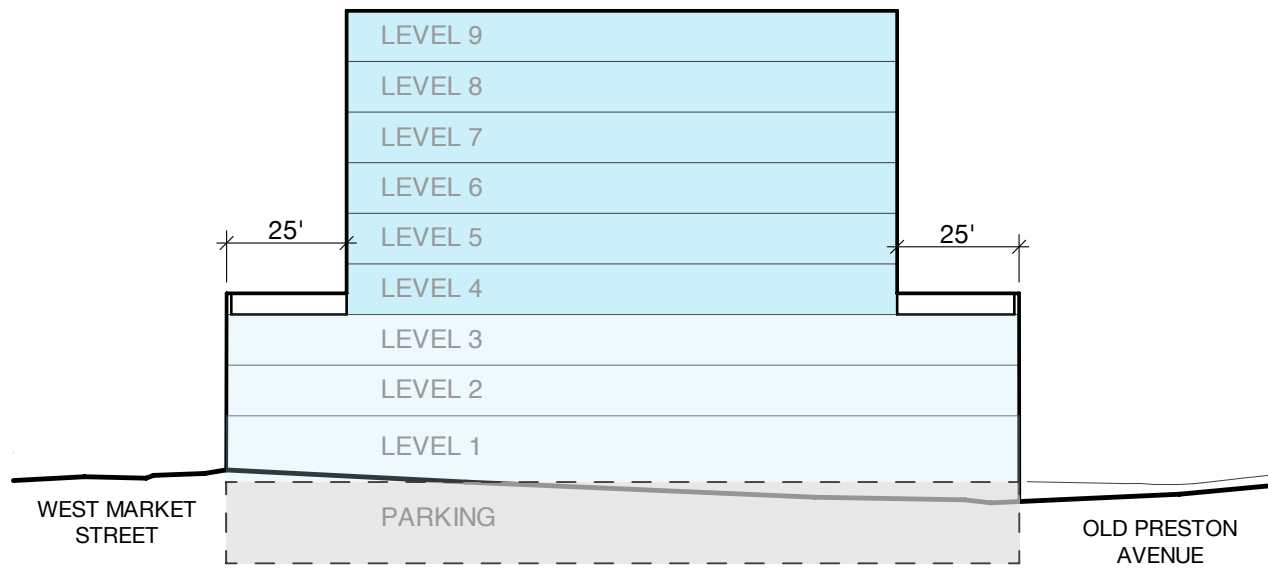 LEVEL 9
LEVEL 8
LEVEL 7
LEVEL 6
25'
LEVEL 5
25'
LEVEL 4
LEVEL 3
LEVEL 2
LEVEL 1
WEST MARKET
STREET
PARKING
OLD PRESTON
AVENUE